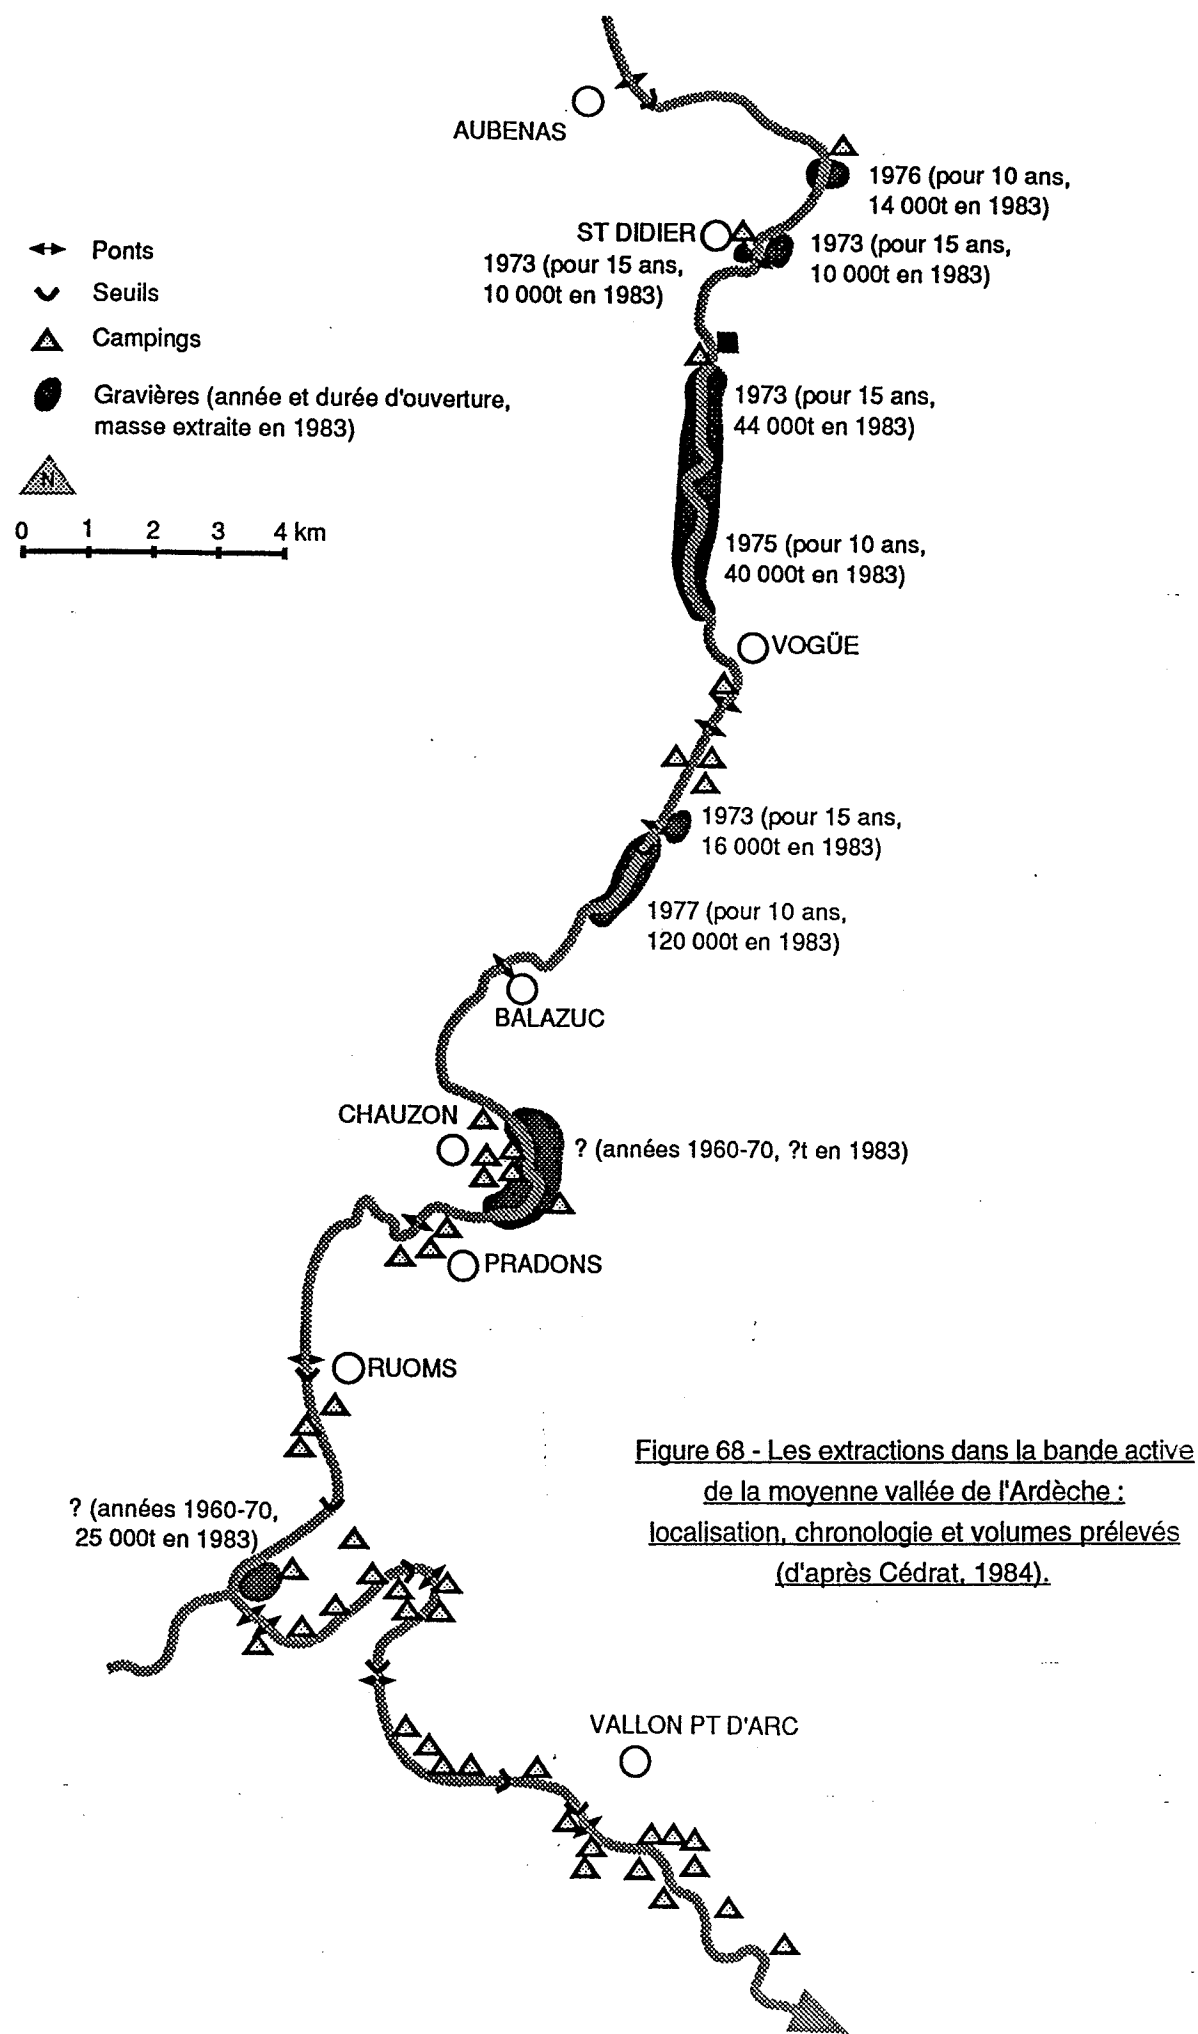 AUBENAS
1976 (pour 10 ans,
14 000t en 1983)
ST DIDIER
1973 (pour 15 ans,
10 000t en 1983)
1973 (pour 15 ans,
10 000t en 1983)
Ponts
Seuils
Campings
Gravières (année et durée d'ouverture,
masse extraite en 1983)
N
0 1 2 3 4 km
1973 (pour 15 ans,
44 000t en 1983)
1975 (pour 10 ans,
40 000t en 1983)
VOGÜE
1973 (pour 15 ans,
16 000t en 1983)
1977 (pour 10 ans,
120 000t en 1983)
BALAZUC
CHAUZON
? (années 1960-70, ?t en 1983)
PRADONS
RUOMS
Figure 68 - Les extractions dans la bande active
de la moyenne vallée de l'Ardèche :
localisation, chronologie et volumes prélevés
(d'après Cédrat, 1984).
? (années 1960-70,
25 000t en 1983)
VALLON PT D'ARC